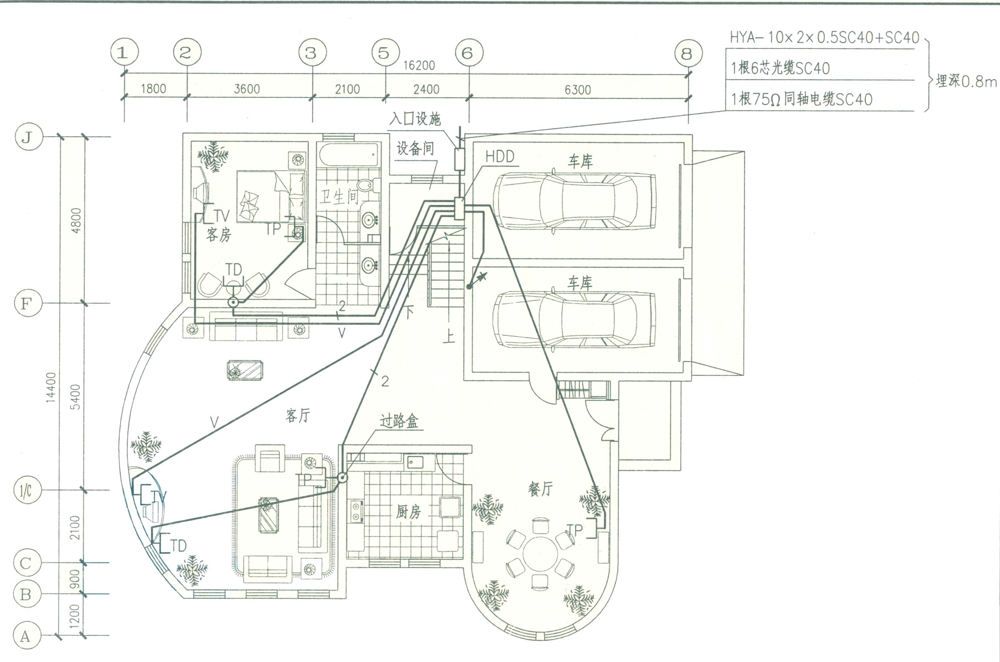 HYA-10×2×0.5SC40+SC40
1根6芯光缆SC40
1根75Ω同轴电缆SC40
埋深0.8m
1
2
3
5
6
8
16200
1800
3600
2100
2400
6300
入口设施
设备间
HDD
车库
J
卫生间
TV
客房
TP
4800
TD
车库
F
2
下
V
上
14400
5400
2
V
客厅
过路盒
TP
1/C
TV
餐厅
厨房
2100
TP
TD
C
900
B
1200
A